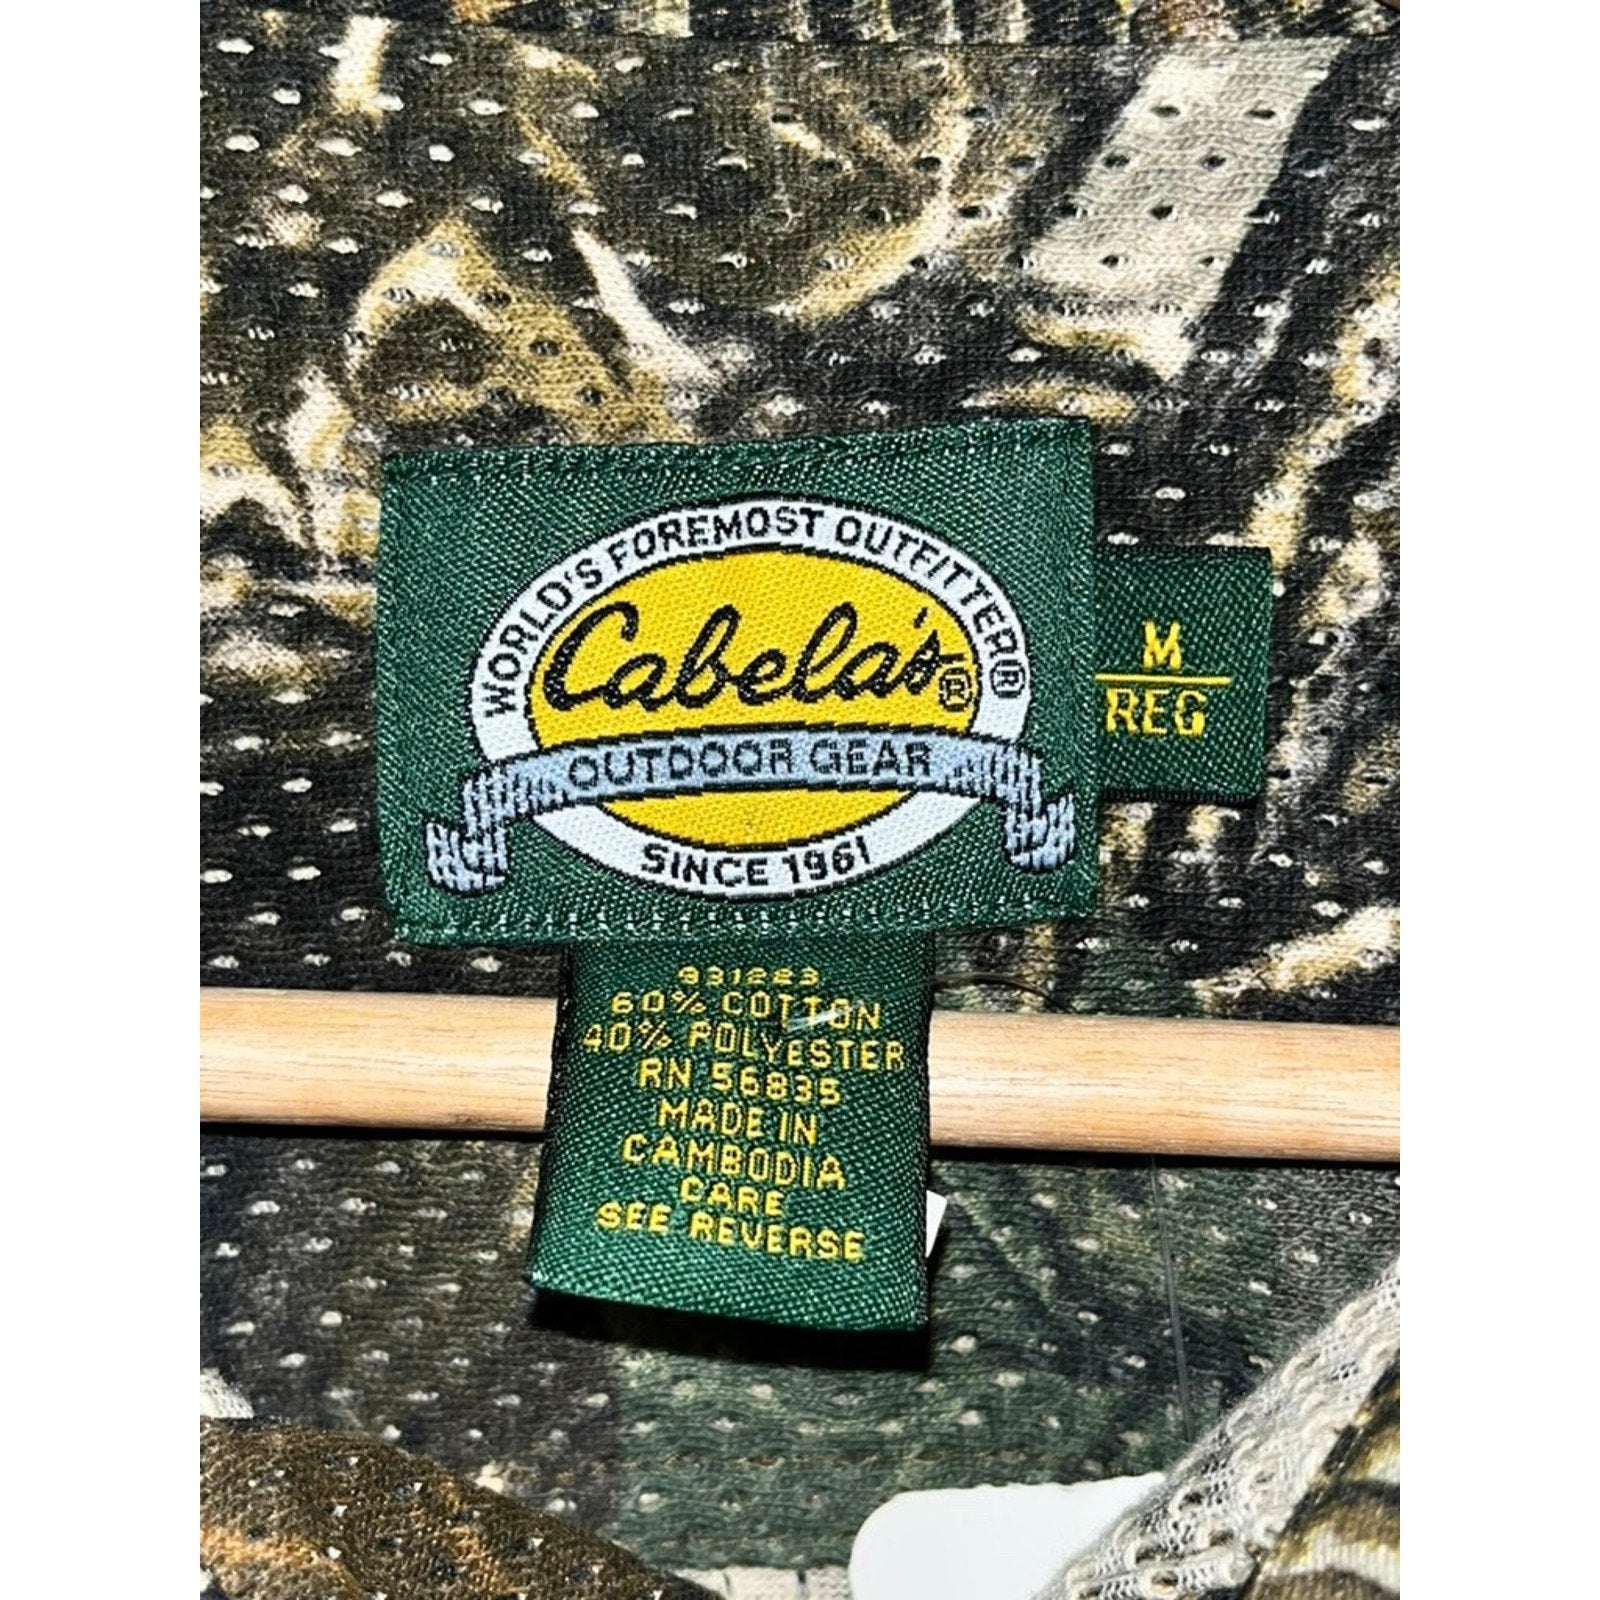 WORLD'S FOREMOST OUTFITTER®
Cabela's®
OUTDOOR GEAR
SINCE 1961
M
REG
931223
60% COTTON
40% POLYESTER
RN 56835
MADE IN
CAMBODIA
CARE
SEE REVERSE